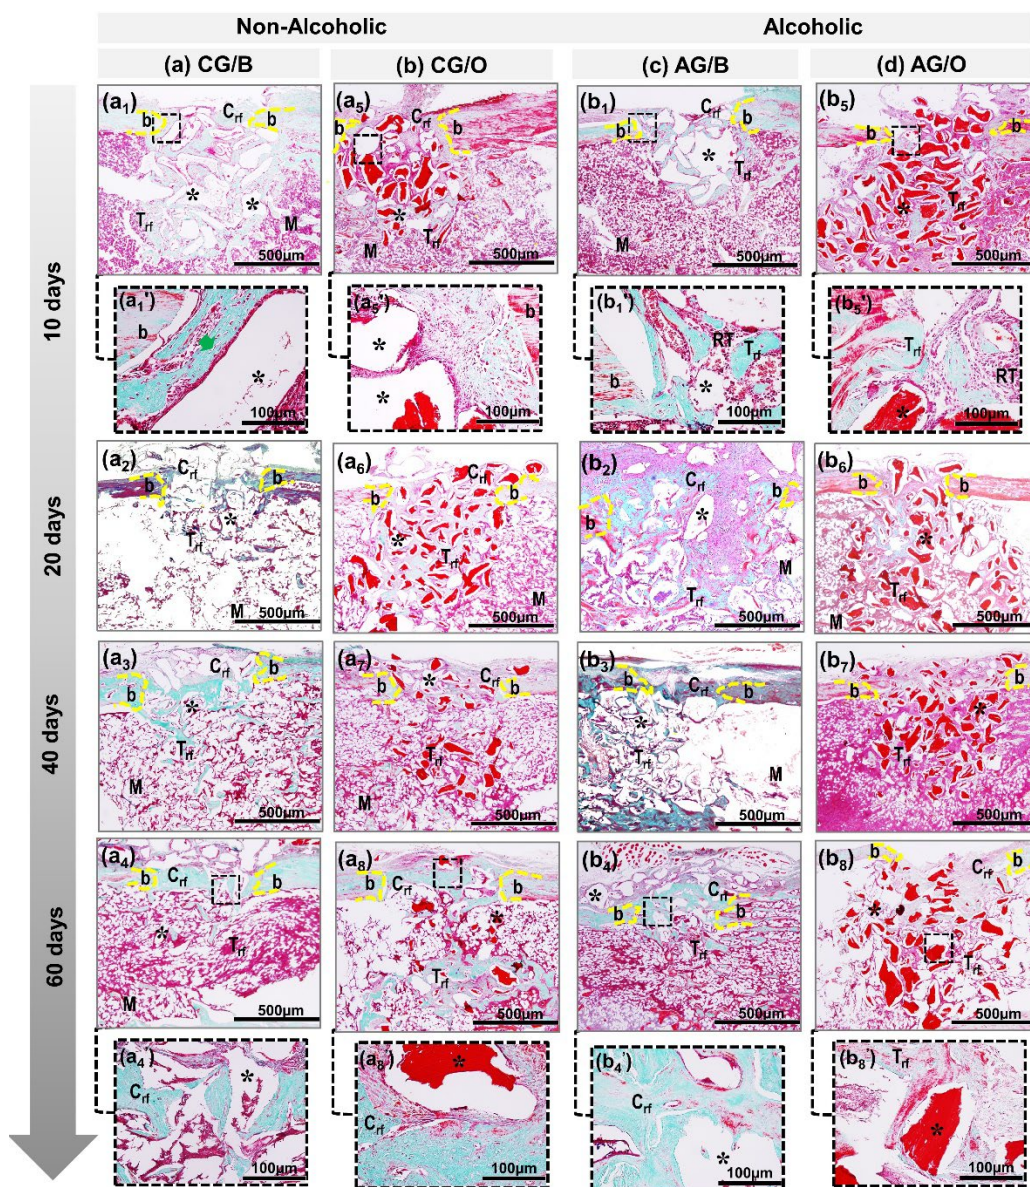 Non-Alcoholic
Alcoholic
(a) CG/B
(b) CG/O
(c) AG/B
(d) AG/O
10 days
(a1)
b
Crf
b
*
*
Trf
M
500µm
(a5)
b
Crf
b
*
M
Trf
500µm
(b1)
b
Crf
b
*
Trf
M
500µm
(b5)
b
b
Trf
*
500µm
(a1')
b
*
100µm
(a5')
*
b
*
100µm
(b1')
RT
Trf
b
*
100µm
(b5')
Trf
RT
*
100µm
20 days
(a2)
Crf
b
b
*
Trf
M
500µm
(a6)
Crf
b
b
*
Trf
M
500µm
(b2)
Crf
b
b
*
M
Trf
500µm
(b6)
b
b
*
Trf
M
500µm
40 days
(a3)
Crf
b
b
*
Trf
M
500µm
(a7)
*
b
Crf
b
Trf
M
500µm
(b3)
b
Crf
b
*
Trf
M
500µm
(b7)
b
b
*
Trf
500µm
60 days
(a4)
b
Crf
b
*
Trf
M
500µm
(a8)
Crf
b
b
*
Trf
500µm
(b4)
*
Crf
b
b
Trf
500µm
(b8)
b
b
*
Trf
500µm
(a4')
Crf
*
100µm
(a8')
*
Crf
100µm
(b4')
Crf
*
100µm
(b8')
Trf
*
100µm